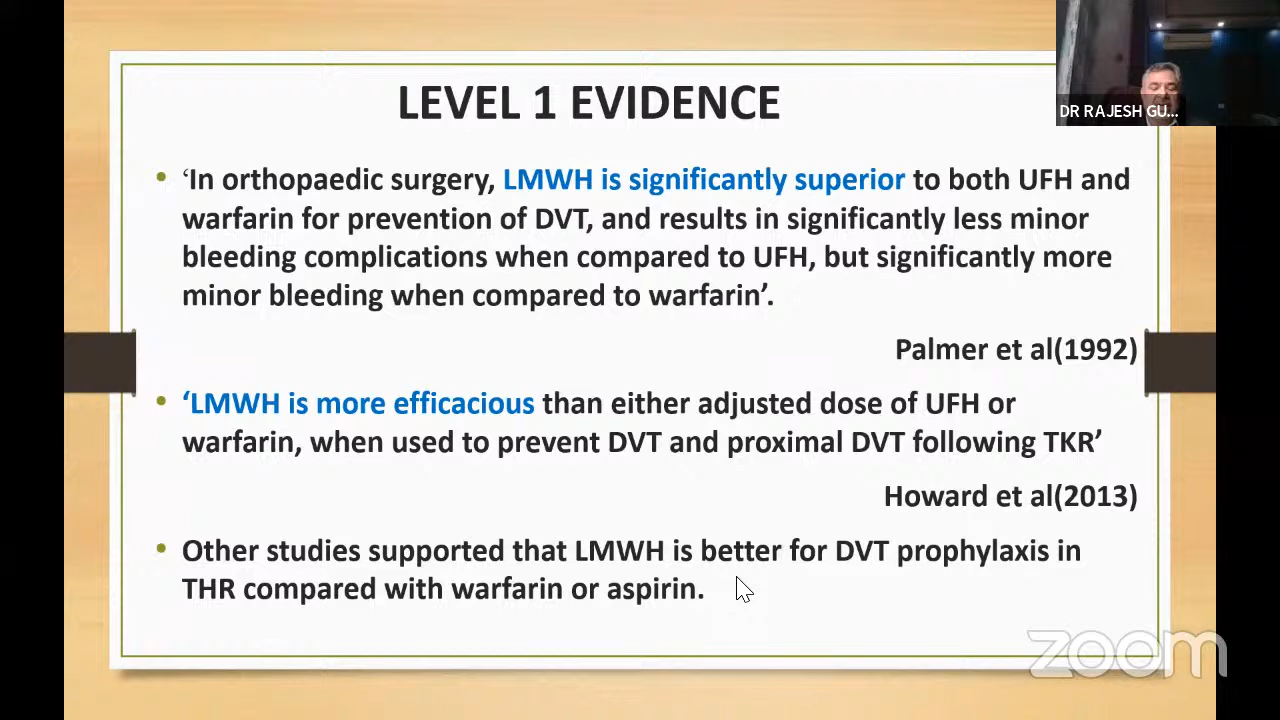 LEVEL 1 EVIDENCE
DR RAJESH GU...
• ‘In orthopaedic surgery, LMWH is significantly superior to both UFH and
warfarin for prevention of DVT, and results in significantly less minor
bleeding complications when compared to UFH, but significantly more
minor bleeding when compared to warfarin’.
Palmer et al(1992)
• ‘LMWH is more efficacious than either adjusted dose of UFH or
warfarin, when used to prevent DVT and proximal DVT following TKR’
Howard et al(2013)
• Other studies supported that LMWH is better for DVT prophylaxis in
THR compared with warfarin or aspirin.
zoom